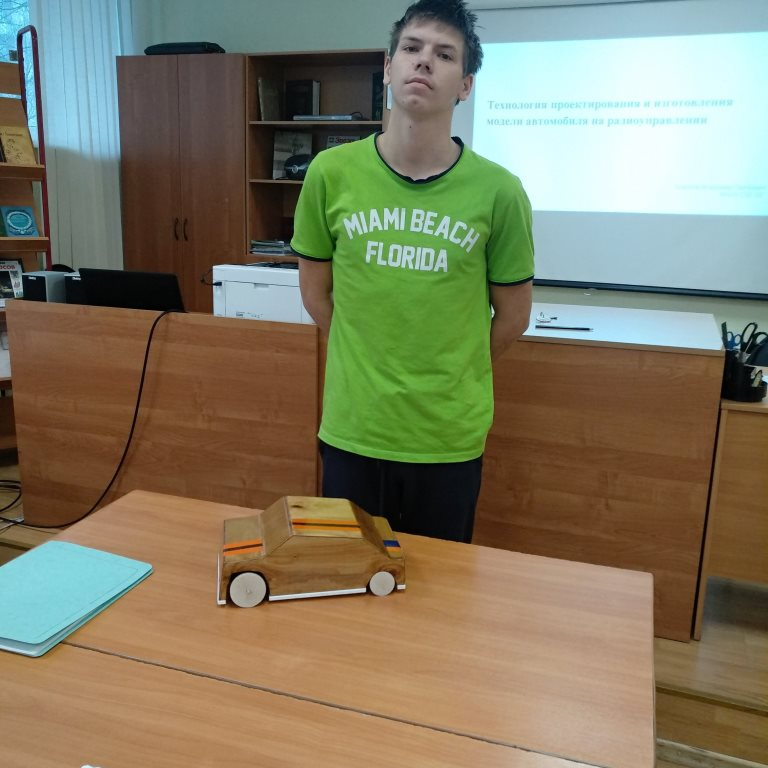 Технология проектирования и изготовления
модели автомобиля на радиоуправлении
MIAMI BEACH
FLORIDA